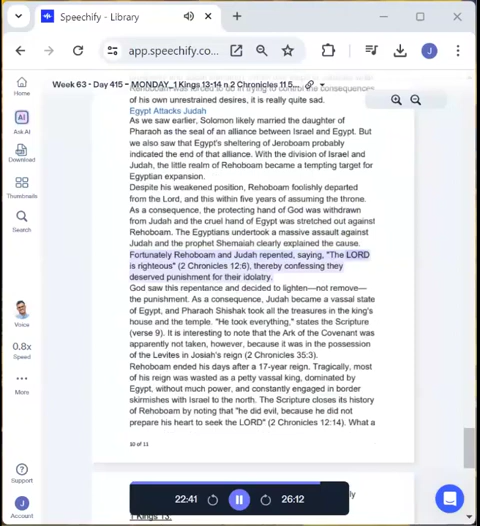 Speechify - Library
app.speechify.co...
J
Week 63 - Day 415 -- MONDAY 1 Kings 13-14 n 2 Chronicles 11 5...
Home
Ask AI
Download
Thumbnails
Search
Voice
0.8x
Speed
More
Support
J
Account
of his own unrestrained desires, it is really quite sad.
Egypt Attacks Judah
As we saw earlier, Solomon likely married the daughter of
Pharaoh as the seal of an alliance between Israel and Egypt. But
we also saw that Egypt's sheltering of Jeroboam probably
indicated the end of that alliance. With the division of Israel and
Judah, the little realm of Rehoboam became a tempting target for
Egyptian expansion.
Despite his weakened position, Rehoboam foolishly departed
from the Lord, and this within five years of assuming the throne.
As a consequence, the protecting hand of God was withdrawn
from Judah and the cruel hand of Egypt was stretched out against
Rehoboam. The Egyptians undertook a massive assault against
Judah and the prophet Shemaiah clearly explained the cause.
Fortunately Rehoboam and Judah repented, saying, "The LORD
is righteous" (2 Chronicles 12:6), thereby confessing they
deserved punishment for their idolatry.
God saw this repentance and decided to lighten—not remove—
the punishment. As a consequence, Judah became a vassal state
of Egypt, and Pharaoh Shishak took all the treasures in the king's
house and the temple. "He took everything," states the Scripture
(verse 9). It is interesting to note that the Ark of the Covenant was
apparently not taken, however, because it was in the possession
of the Levites in Josiah's reign (2 Chronicles 35:3).
Rehoboam ended his days after a 17-year reign. Tragically, most
of his reign was wasted as a petty vassal king, dominated by
Egypt, without much power, and constantly engaged in border
skirmishes with Israel to the north. The Scripture closes its history
of Rehoboam by noting that "he did evil, because he did not
prepare his heart to seek the LORD" (2 Chronicles 12:14). What a
10 of 11
22:41
26:12
1 Kings 13: